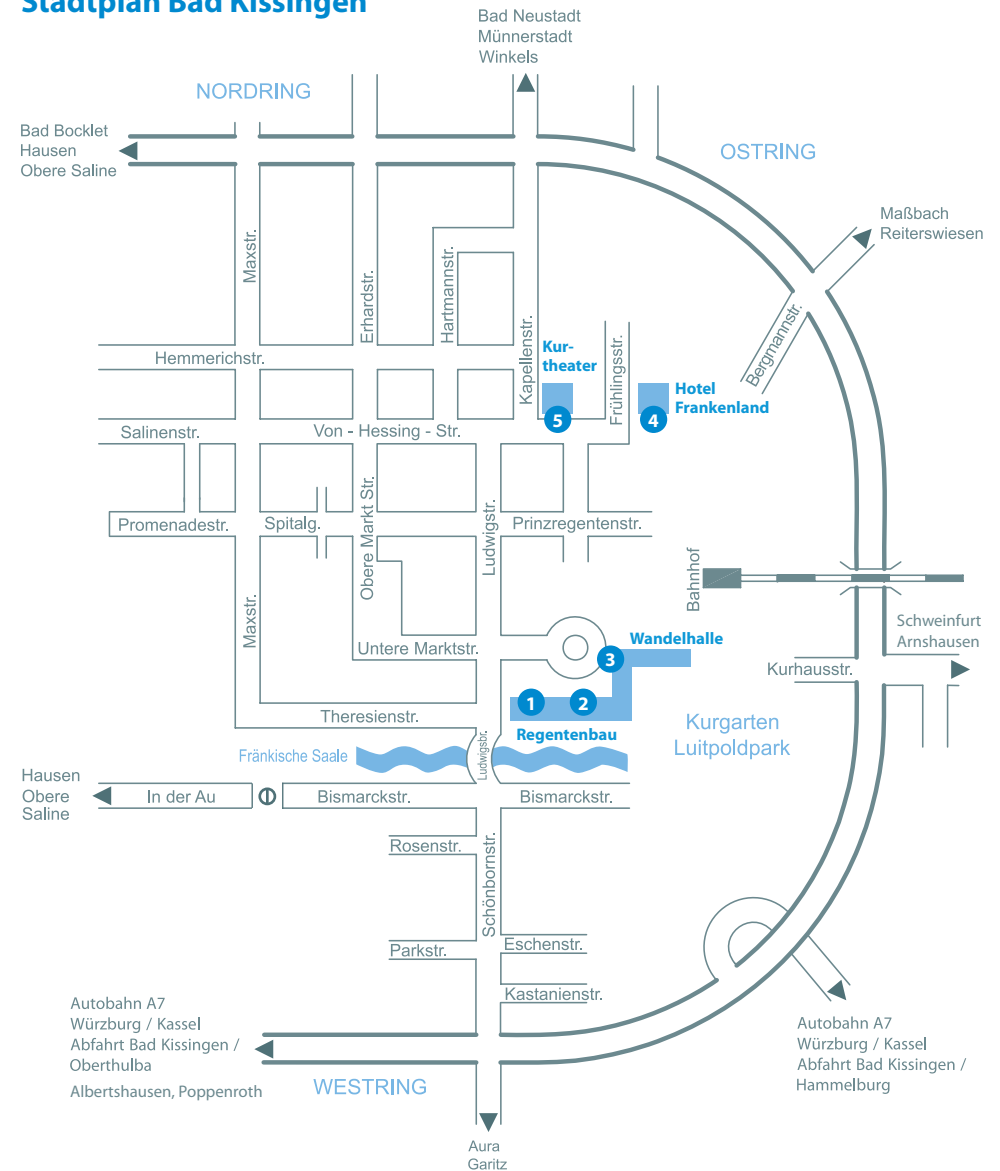 Stadtplan Bad Kissingen
Bad Neustadt
Münnerstadt
Winkels
NORDRING
Bad Bocklet
Hausen
Obere Saline
OSTRING
Maßbach
Reiterswiesen
Maxstr.
Erhardstr.
Hartmannstr.
Kapellenstr.
Kur-
theater
Frühlingsstr.
Bergmannstr.
Hemmerichstr.
Hotel
Frankenland
5
4
Salinenstr.
Von - Hessing - Str.
Promenadestr.
Spitalg.
Obere Markt Str.
Ludwigstr.
Prinzregentenstr.
Bahnhof
Maxstr.
Untere Marktstr.
Wandelhalle
3
Schweinfurt
Arnshausen
Kurhausstr.
Theresienstr.
1
2
Regentenbau
Kurgarten
Luitpoldpark
Fränkische Saale
Ludwigsbr.
Hausen
Obere
Saline
In der Au
Bismarckstr.
Bismarckstr.
Rosenstr.
Schönbornstr.
Parkstr.
Eschenstr.
Kastanienstr.
Autobahn A7
Würzburg / Kassel
Abfahrt Bad Kissingen /
Oberthulba
Albertshausen, Poppenroth
WESTRING
Autobahn A7
Würzburg / Kassel
Abfahrt Bad Kissingen /
Hammelburg
Aura
Garitz